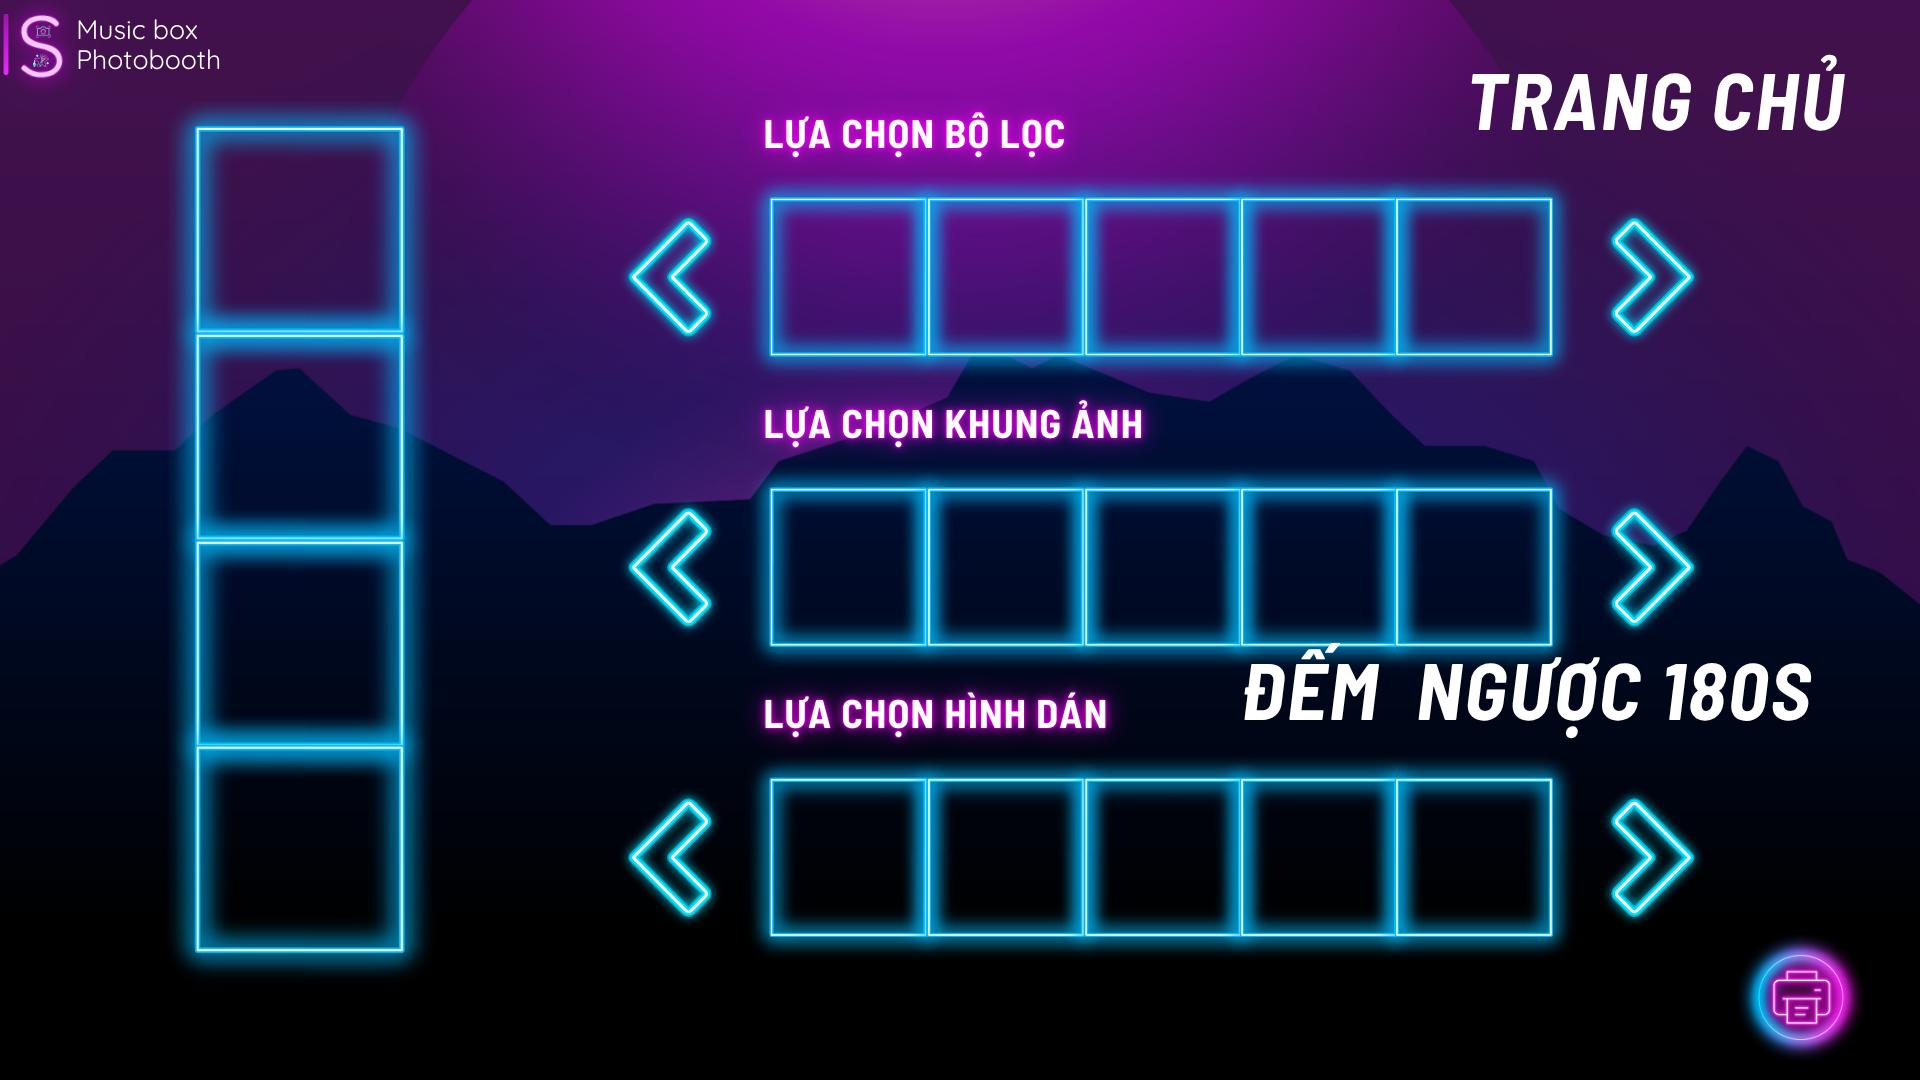 Music box
Photobooth
TRANG CHỦ
LỰA CHỌN BỘ LỌC
LỰA CHỌN KHUNG ẢNH
ĐẾM NGƯỢC 180S
LỰA CHỌN HÌNH DÁN